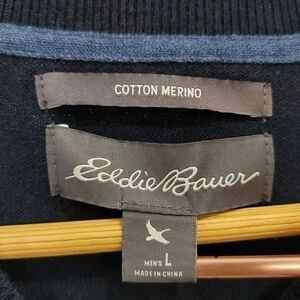 COTTON MERINO
Eddie Bauer
MEN'S L
MADE IN CHINA